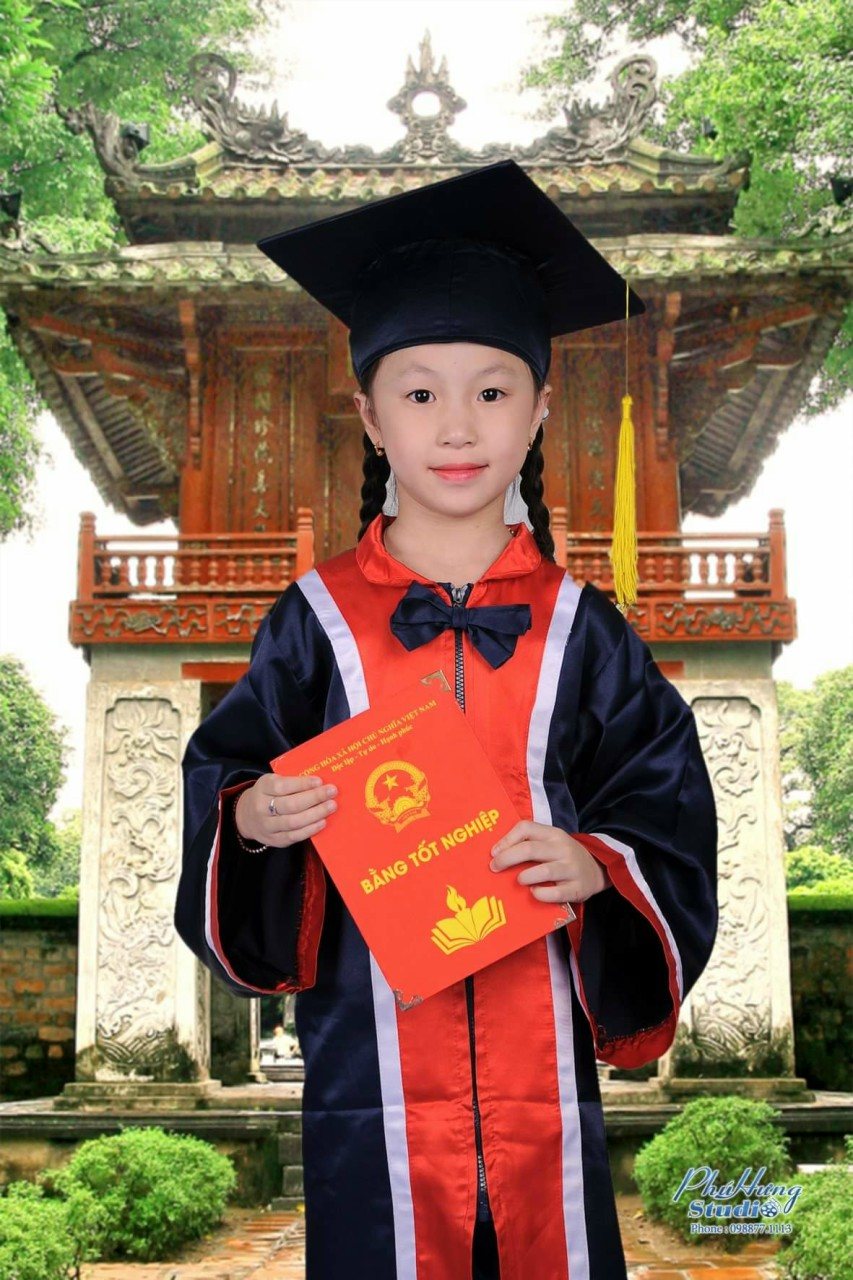 CỘNG HÒA XÃ HỘI CHỦ NGHĨA VIỆT NAM
Độc lập - Tự do - Hạnh phúc
BẰNG TỐT NGHIỆP
Phú Hưng
Studio
Phone : 098877.1113